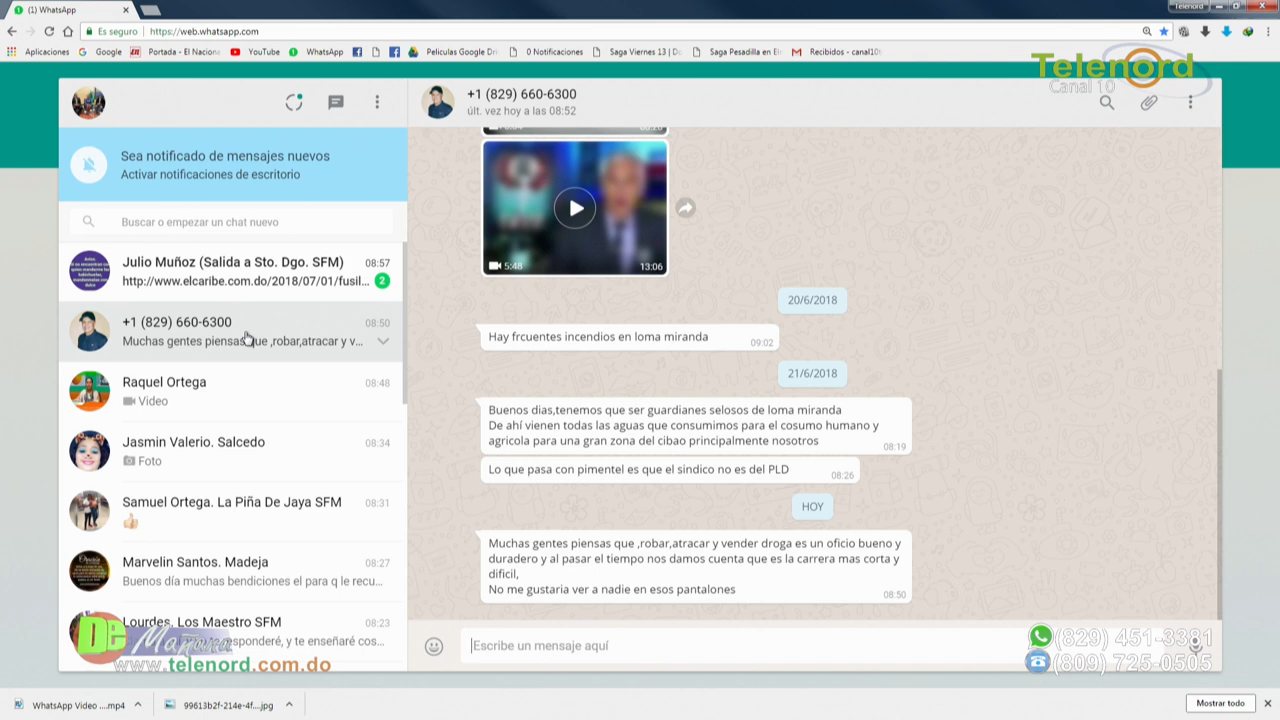 (1) WhatsApp
Telenord
Es seguro
https://web.whatsapp.com
Aplicaciones
Google
Portada - El Naciona
YouTube
WhatsApp
Peliculas Google Dri
0 Notificaciones
Saga Viernes 13 | Do
Saga Pesadilla en El
Recibidos - canal10
Telenord
Canal 10
+1 (829) 660-6300
últ. vez hoy a las 08:52
Sea notificado de mensajes nuevos
Activar notificaciones de escritorio
Buscar o empezar un chat nuevo
Julio Muñoz (Salida a Sto. Dgo. SFM)
08:57
http://www.elcaribe.com.do/2018/07/01/fusil...
2
+1 (829) 660-6300
08:50
Muchas gentes piensas que ,robar,atracar y v...
Raquel Ortega
08:48
Video
Jasmin Valerio. Salcedo
08:34
Foto
Samuel Ortega. La Piña De Jaya SFM
08:31
Marvelin Santos. Madeja
08:27
Buenos día muchas bendiciones el para q le recu...
Lourdes. Los Maestro SFM
08:23
responderé, y te enseñaré cos...
De Mañana
www.telenord.com.do
5:48
13:06
20/6/2018
Hay frcuentes incendios en loma miranda
09:02
21/6/2018
Buenos dias,tenemos que ser guardianes selosos de loma miranda
De ahí vienen todas las aguas que consumimos para el cosumo humano y
agricola para una gran zona del cibao principalmente nosotros
08:19
Lo que pasa con pimentel es que el sindico no es del PLD
08:26
HOY
Muchas gentes piensas que ,robar,atracar y vender droga es un oficio bueno y
duradero y al pasar el tiempo nos damos cuenta que es la carrera mas corta y
dificil,
No me gustaria ver a nadie en esos pantalones
08:50
Escribe un mensaje aquí
(829) 451-3381
(809) 725-0505
WhatsApp Video ....mp4
99613b2f-214e-4f....jpg
Mostrar todo